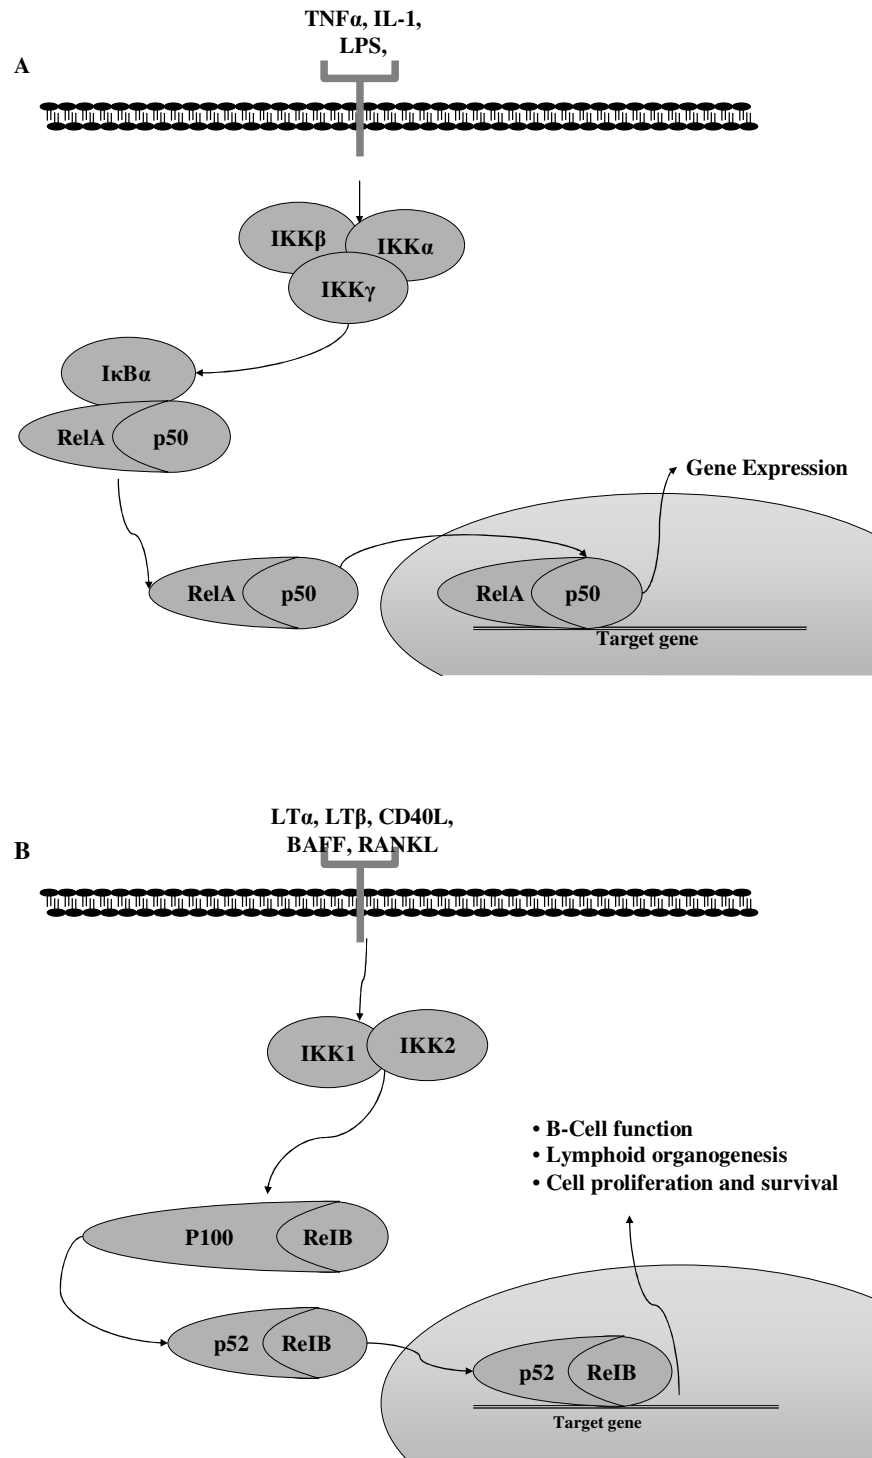 TNFα, IL-1,
LPS,
A
IKKβ
IKKα
IKKγ
IκBα
RelA
p50
Gene Expression
RelA
p50
RelA
p50
Target gene
LTα, LTβ, CD40L,
BAFF, RANKL
B
IKK1
IKK2
• B-Cell function
• Lymphoid organogenesis
• Cell proliferation and survival
P100
ReIB
p52
ReIB
p52
ReIB
Target gene